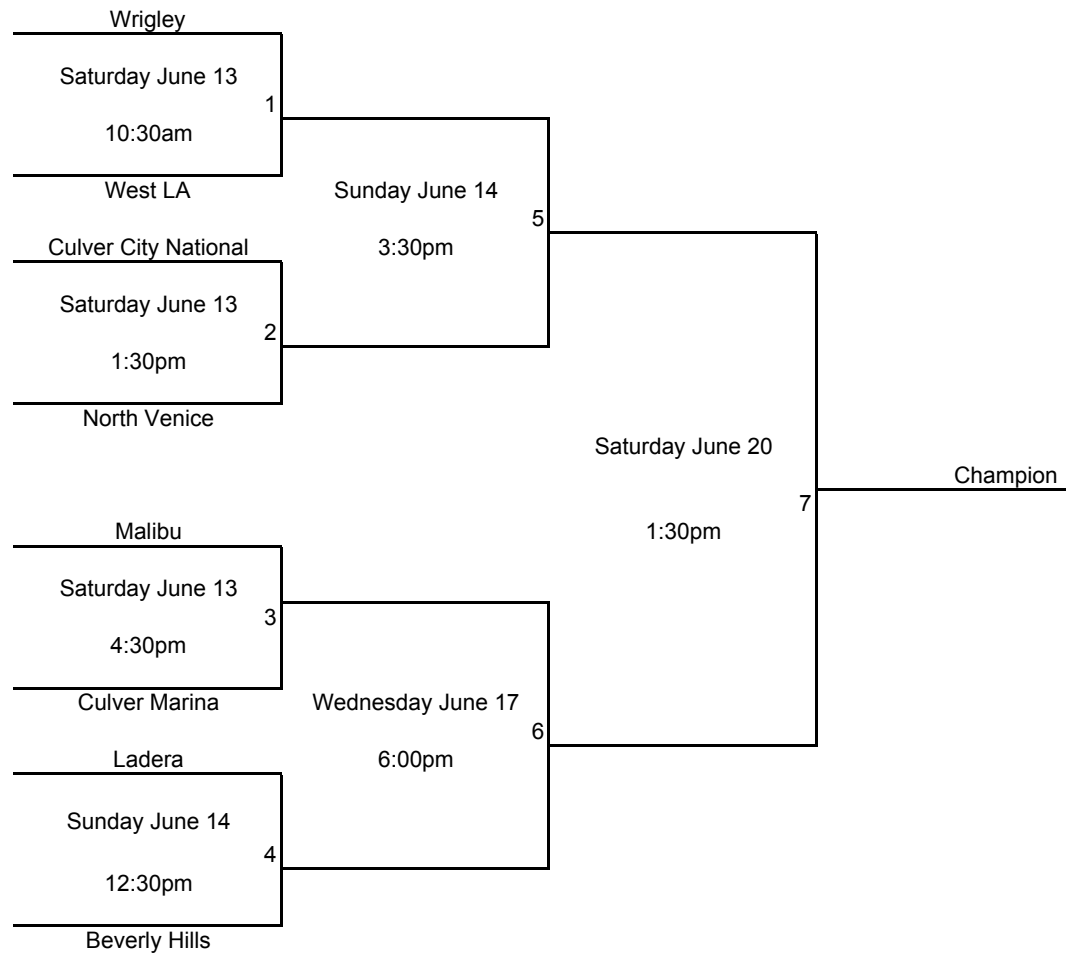 Wrigley
Saturday June 13
1
10:30am
West LA
Sunday June 14
5
3:30pm
Culver City National
Saturday June 13
2
1:30pm
North Venice
Saturday June 20
Champion
7
1:30pm
Malibu
Saturday June 13
3
4:30pm
Culver Marina
Wednesday June 17
6
6:00pm
Ladera
Sunday June 14
4
12:30pm
Beverly Hills